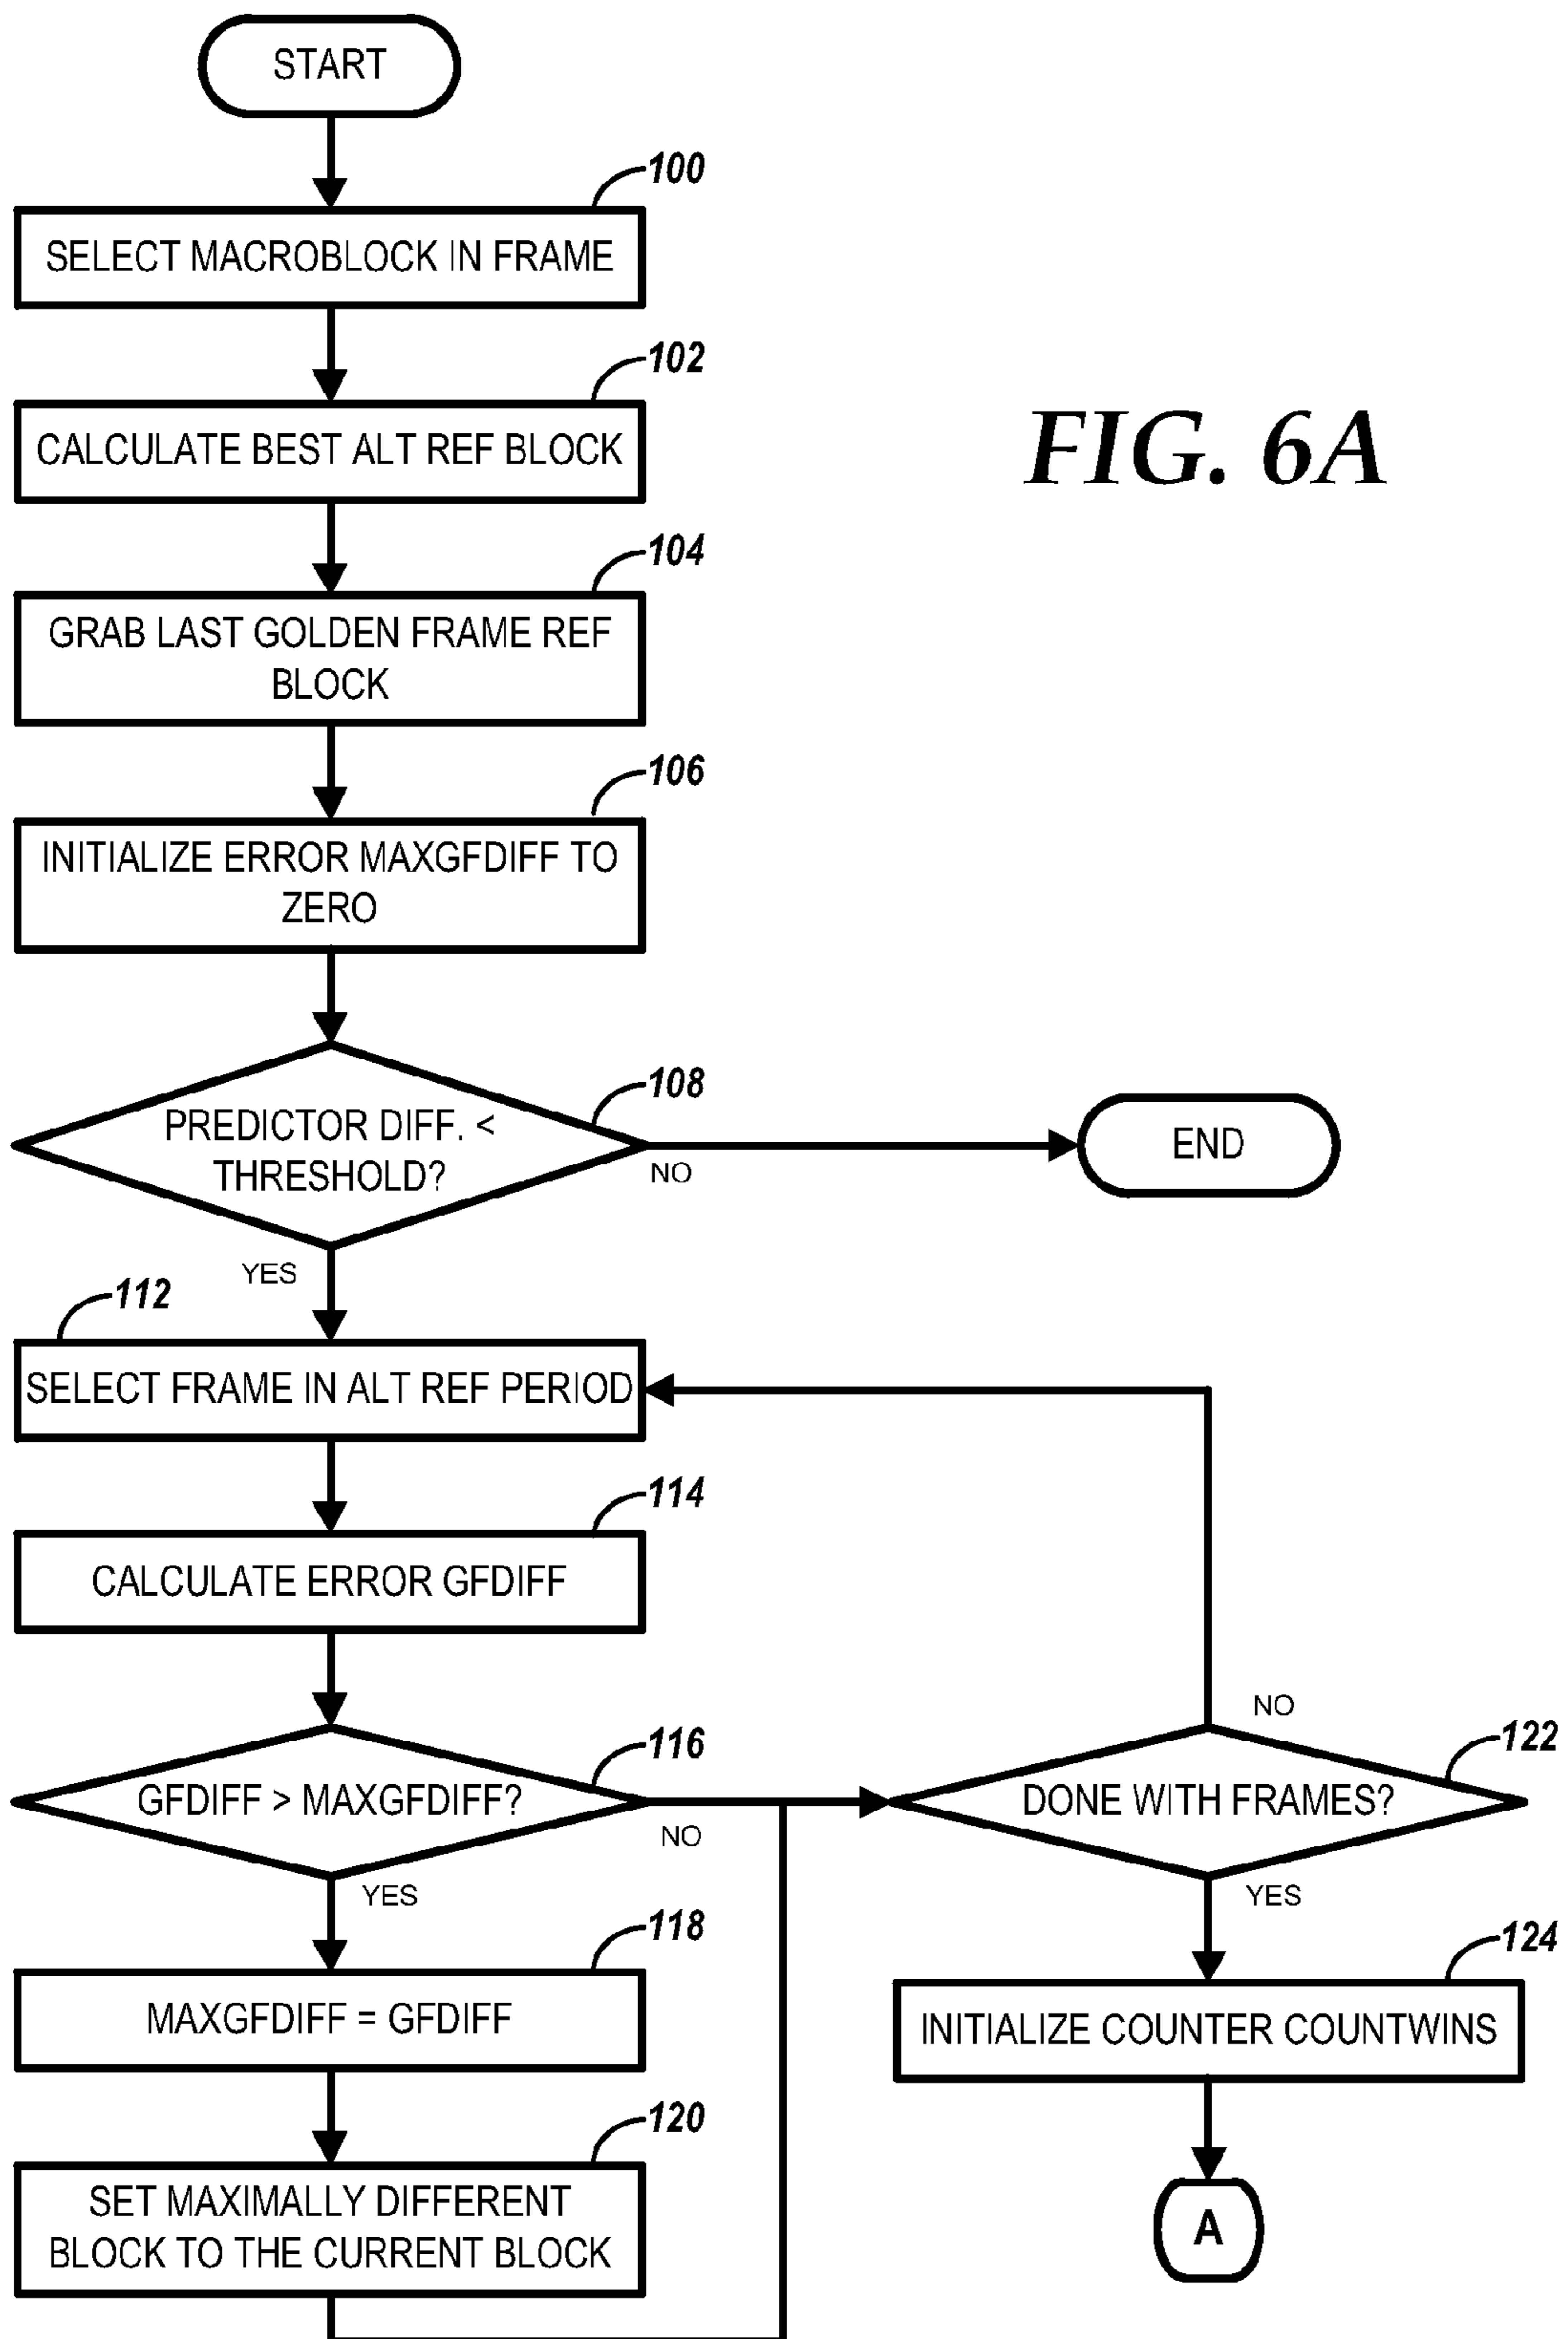 START
100
SELECT MACROBLOCK IN FRAME
102
CALCULATE BEST ALT REF BLOCK
FIG. 6A
104
GRAB LAST GOLDEN FRAME REF
BLOCK
106
INITIALIZE ERROR MAXGFDIFF TO
ZERO
108
PREDICTOR DIFF. <
THRESHOLD?
NO
END
YES
112
SELECT FRAME IN ALT REF PERIOD
114
CALCULATE ERROR GFDIFF
116
GFDIFF > MAXGFDIFF?
NO
YES
118
MAXGFDIFF = GFDIFF
120
SET MAXIMALLY DIFFERENT
BLOCK TO THE CURRENT BLOCK
NO
122
DONE WITH FRAMES?
YES
124
INITIALIZE COUNTER COUNTWINS
A